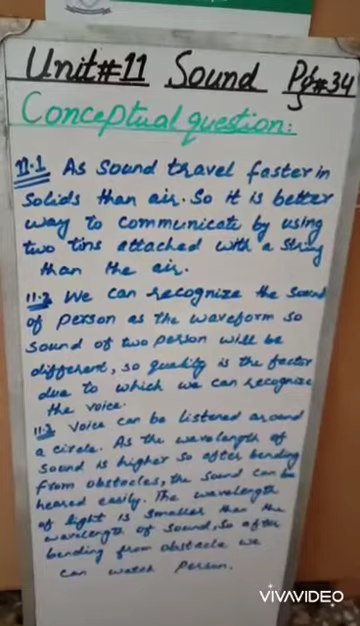 Unit#11 Sound Pg#34
Conceptual question:
11.1 As Sound travel faster in
Solids than air. So it is better
way to communicate by using
two tins attached with a string
than the air.
11.2 We can recognize the sound
of person as the waveform so
sound of two person will be
different, so quality is the factor
due to which we can recognize
the voice.
11.3 Voice can be listened around
a circle. As the wavelength of
sound is higher so after bending
from obstacles, the sound can be
heared easily. The wavelength
of light is smaller than the
wavelength of sound, so after
bending from obstacle we
can watch person.
VIVAVIDEO